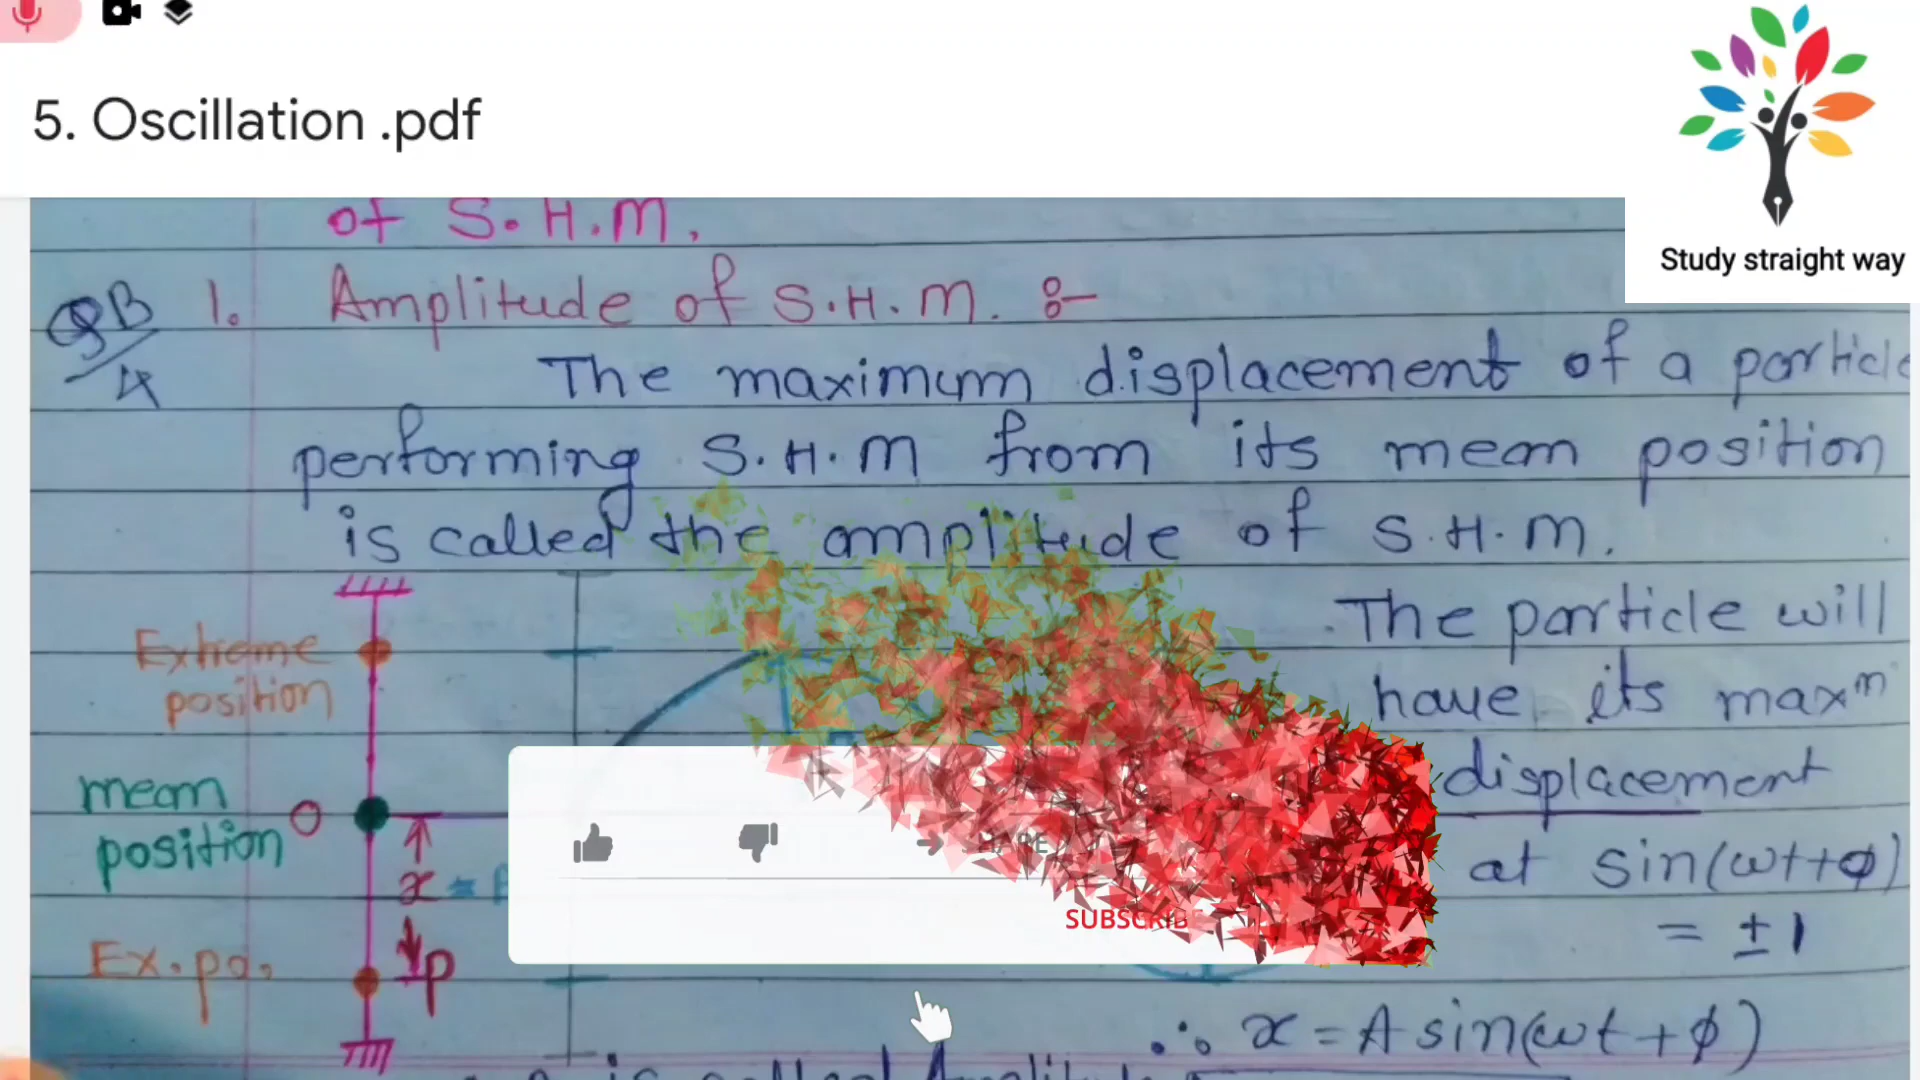 5. Oscillation .pdf
Study straight way
of S.H.M.
QB/4 1. Amplitude of S.H.M. :-
The maximum displacement of a particle
performing S.H.M from its mean position
is called the amplitude of S.H.M.
Extreme
position
The particle will
have its maxm
displacement
at sin(ωt+φ)
= ±1
mean
position
O
x =
Ex. po.
P
SUBSCRIBE
∴ x = A sin(ωt + φ)
is called